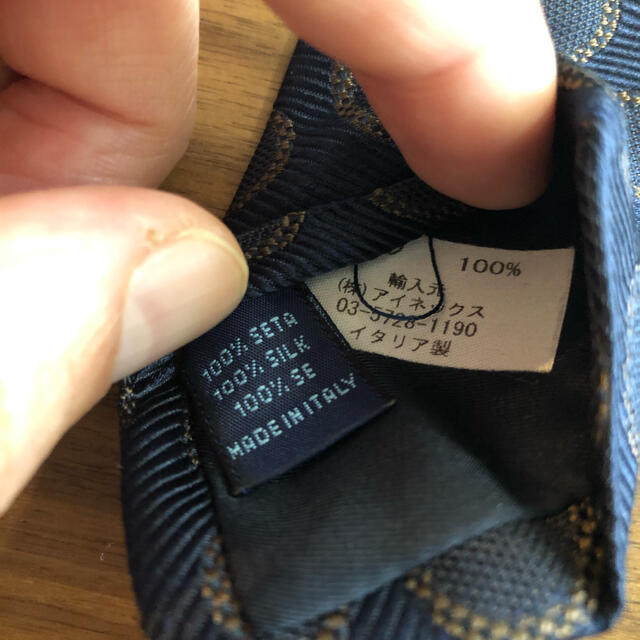 100%
輸入元
(株)アイネックス
03-5728-1190
イタリア製
100% SETA
100% SILK
100% SE
MADE IN ITALY